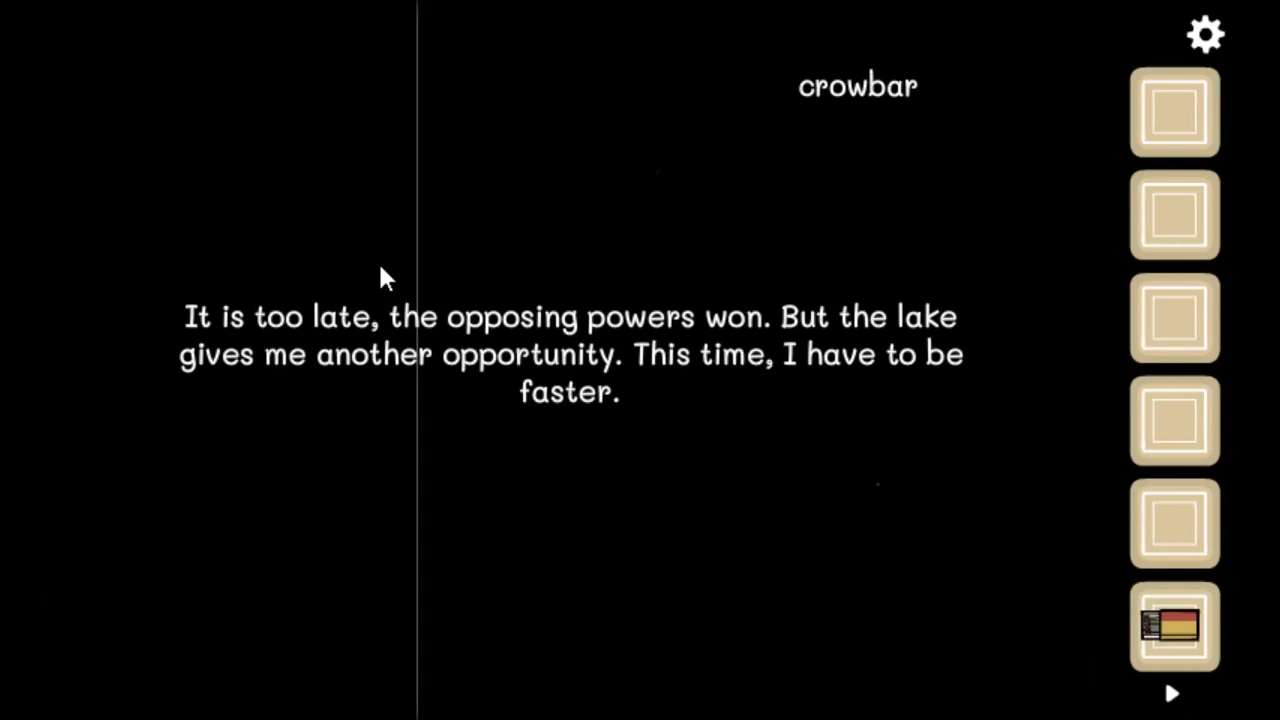 crowbar
It is too late, the opposing powers won. But the lake
gives me another opportunity. This time, I have to be
faster.